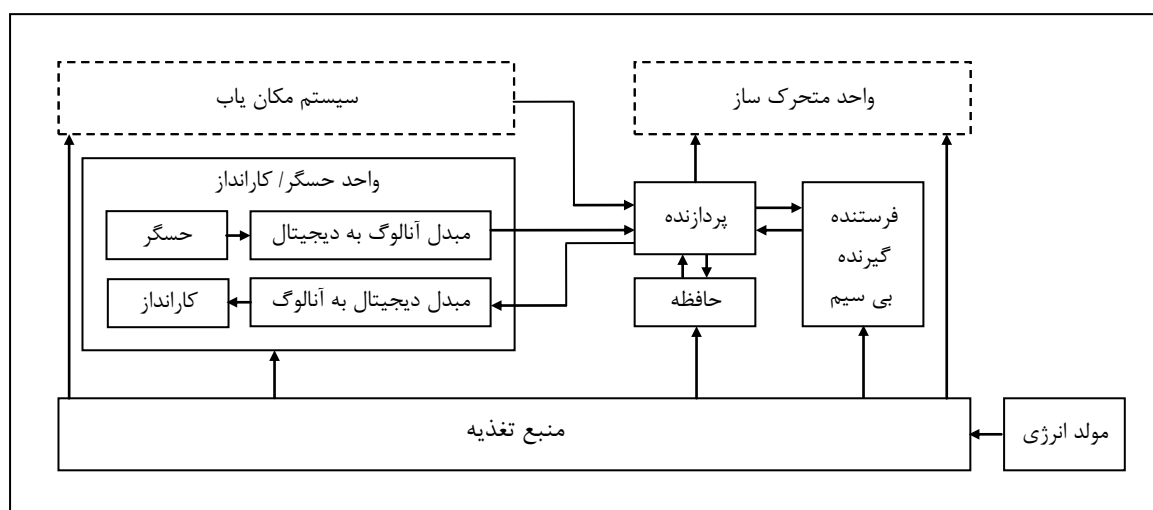 واحد متحرک ساز
سیستم مکان یاب
واحد حسگر/ کارانداز
حسگر
مبدل آنالوگ به دیجیتال
کارانداز
مبدل دیجیتال به آنالوگ
پردازنده
حافظه
فرستنده
گیرنده
بی سیم
منبع تغذیه
مولد انرژی